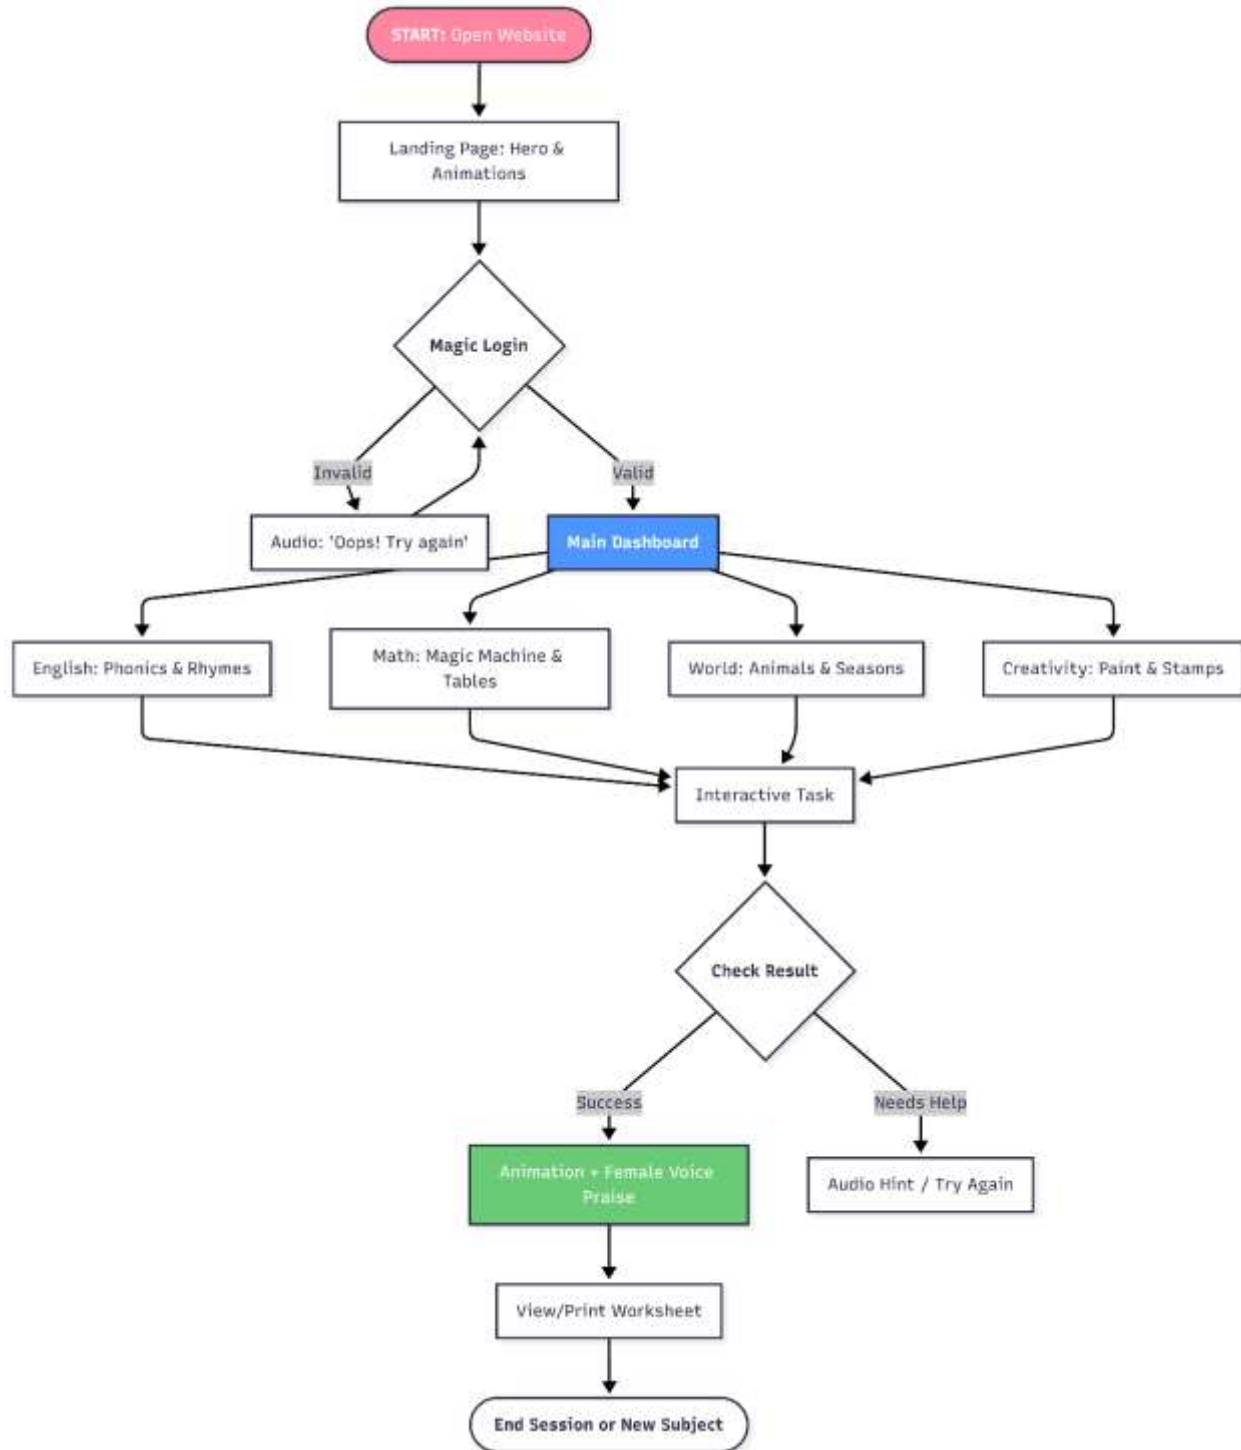 START: Open Website
Landing Page: Hero &
Animations
Magic Login
Invalid
Valid
Audio: 'Oops! Try again'
Main Dashboard
English: Phonics & Rhymes
Math: Magic Machine &
Tables
World: Animals & Seasons
Creativity: Paint & Stamps
Interactive Task
Check Result
Success
Needs Help
Animation + Female Voice
Praise
Audio Hint / Try Again
View/Print Worksheet
End Session or New Subject